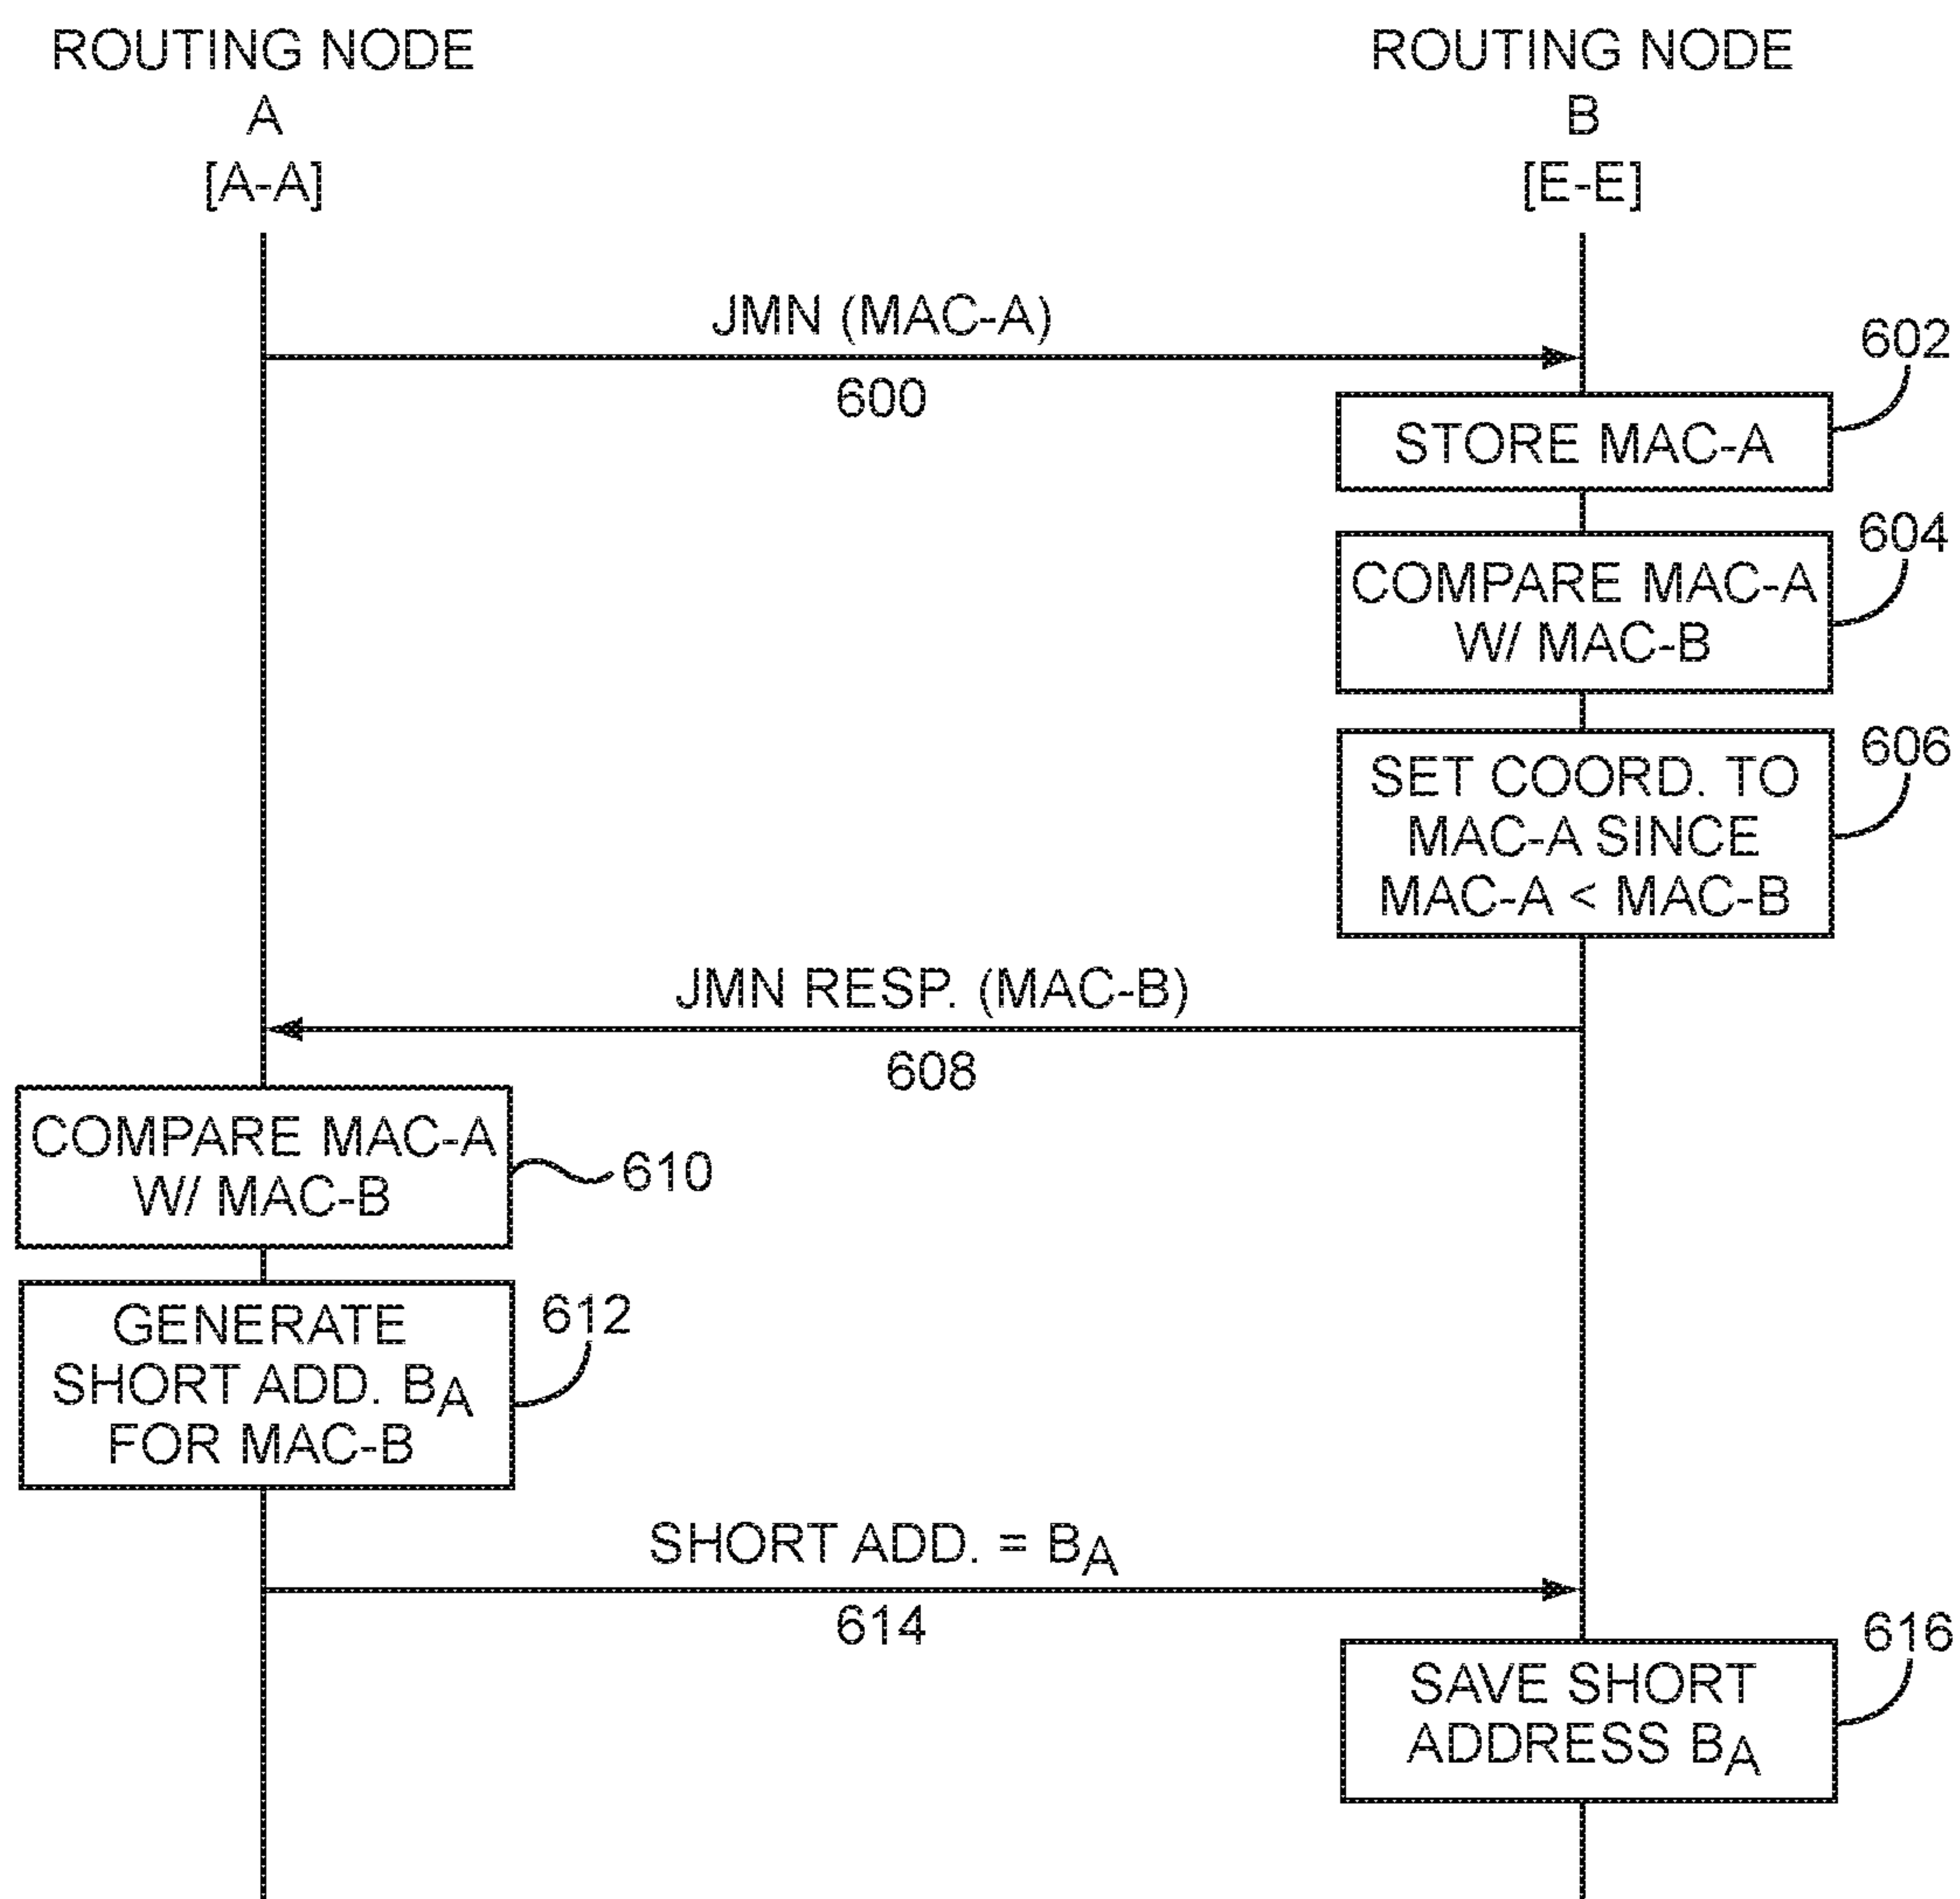 ROUTING NODE
A
[A-A]
ROUTING NODE
B
[E-E]
JMN (MAC-A)
600
602
STORE MAC-A
604
COMPARE MAC-A
W/ MAC-B
606
SET COORD. TO
MAC-A SINCE
MAC-A < MAC-B
JMN RESP. (MAC-B)
608
COMPARE MAC-A
W/ MAC-B
610
GENERATE
SHORT ADD. BA
FOR MAC-B
612
SHORT ADD. = BA
614
616
SAVE SHORT
ADDRESS BA